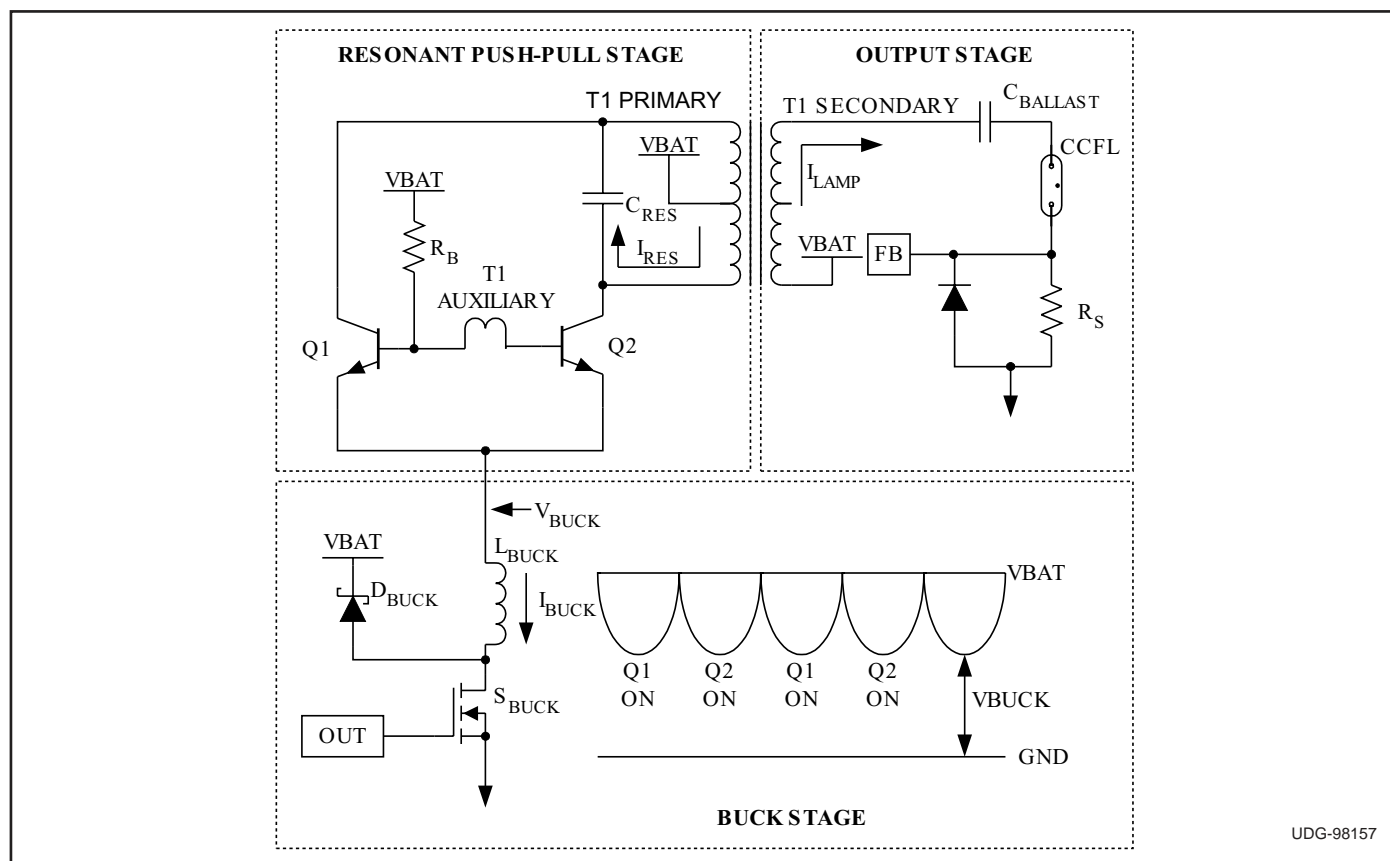 RESONANT PUSH-PULL STAGE
T1 PRIMARY
VBAT
VBAT
C RES
R B
I RES
T1
AUXILIARY
Q1
Q2
OUTPUT STAGE
T1 SECONDARY
C BALLAST
CCFL
I LAMP
VBAT
FB
R S
V BUCK
VBAT
L BUCK
D BUCK
I BUCK
S BUCK
OUT
VBAT
Q1 ON
Q2 ON
Q1 ON
Q2 ON
VBUCK
GND
BUCK STAGE
UDG-98157